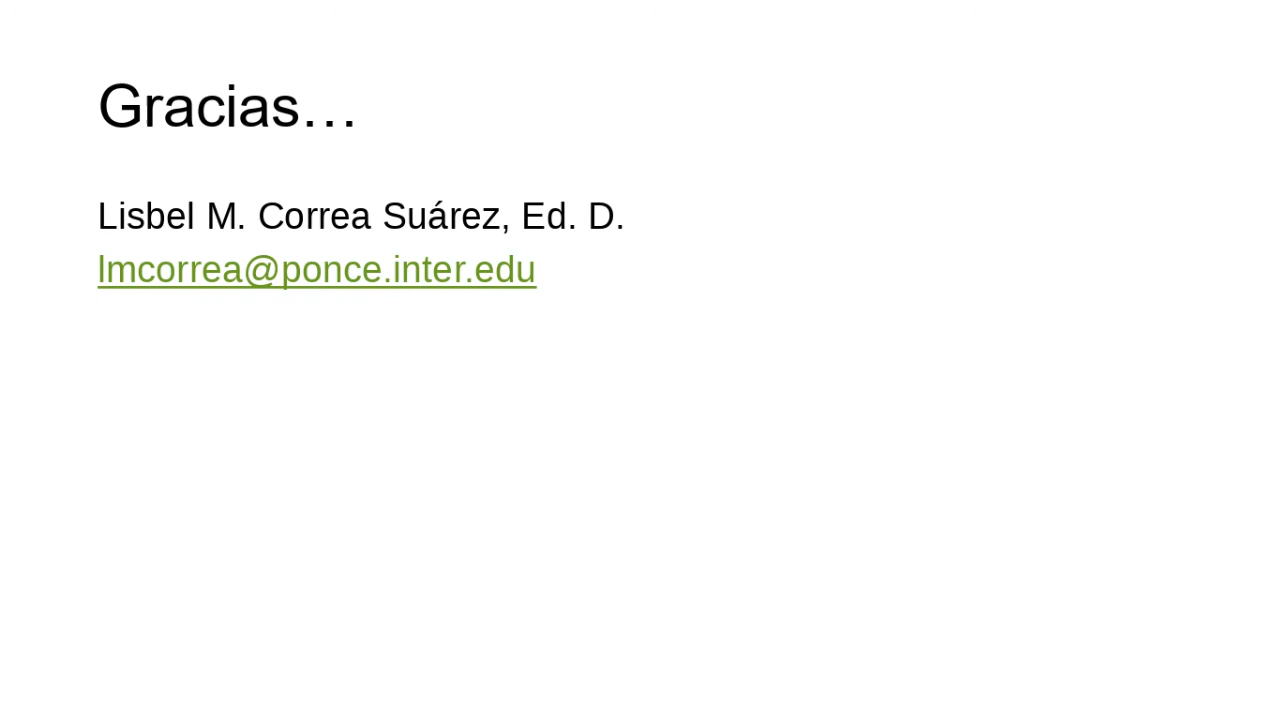 Gracias…
Lisbel M. Correa Suárez, Ed. D.
lmcorrea@ponce.inter.edu